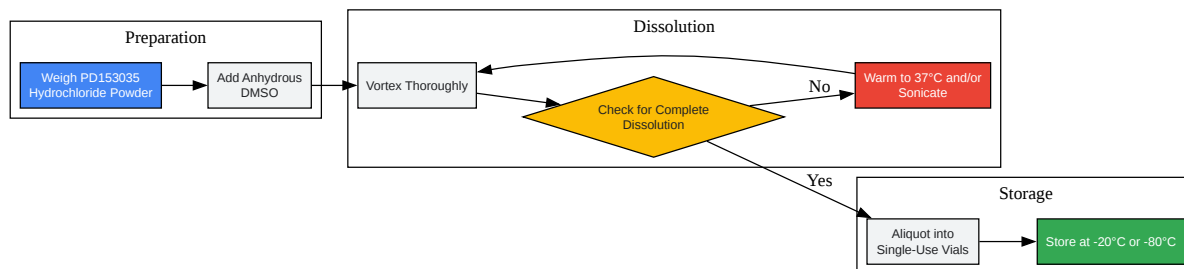 Preparation
Weigh PD153035
Hydrochloride Powder
Add Anhydrous
DMSO
Dissolution
Vortex Thoroughly
Check for Complete
Dissolution
No
Warm to 37°C and/or
Sonicate
Yes
Storage
Aliquot into
Single-Use Vials
Store at -20°C or -80°C